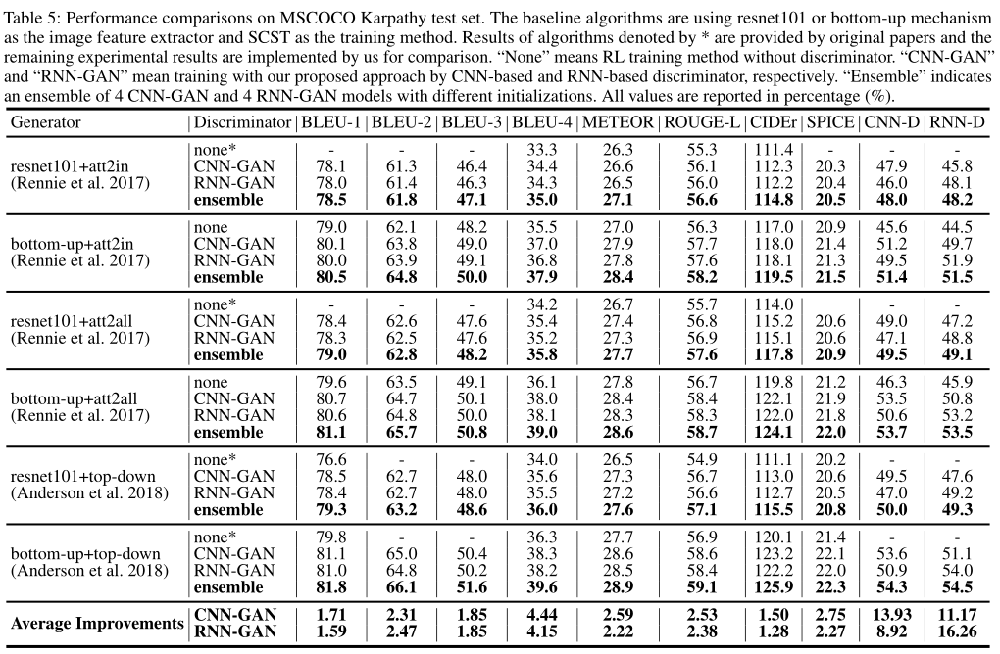 Table 5: Performance comparisons on MSCOCO Karpathy test set. The baseline algorithms are using resnet101 or bottom-up mechanism
as the image feature extractor and SCST as the training method. Results of algorithms denoted by * are provided by original papers and the
remaining experimental results are implemented by us for comparison. “None” means RL training method without discriminator. “CNN-GAN”
and “RNN-GAN” mean training with our proposed approach by CNN-based and RNN-based discriminator, respectively. “Ensemble” indicates
an ensemble of 4 CNN-GAN and 4 RNN-GAN models with different initializations. All values are reported in percentage (%).
Generator | Discriminator | BLEU-1 | BLEU-2 | BLEU-3 | BLEU-4 | METEOR | ROUGE-L | CIDEr | SPICE | CNN-D | RNN-D
none* | - | - | - | 33.3 | 26.3 | 55.3 | 111.4 | - | - | -
resnet101+att2in | CNN-GAN | 78.1 | 61.3 | 46.4 | 34.4 | 26.6 | 56.1 | 112.3 | 20.3 | 47.9 | 45.8
(Rennie et al. 2017) | RNN-GAN | 78.0 | 61.4 | 46.3 | 34.3 | 26.5 | 56.0 | 112.2 | 20.4 | 46.0 | 48.1
ensemble | 78.5 | 61.8 | 47.1 | 35.0 | 27.1 | 56.6 | 114.8 | 20.5 | 48.0 | 48.2
none | 79.0 | 62.1 | 48.2 | 35.5 | 27.0 | 56.3 | 117.0 | 20.9 | 45.6 | 44.5
bottom-up+att2in | CNN-GAN | 80.1 | 63.8 | 49.0 | 37.0 | 27.9 | 57.7 | 118.0 | 21.4 | 51.2 | 49.7
(Rennie et al. 2017) | RNN-GAN | 80.0 | 63.9 | 49.1 | 36.8 | 27.8 | 57.6 | 118.1 | 21.3 | 49.5 | 51.9
ensemble | 80.5 | 64.8 | 50.0 | 37.9 | 28.4 | 58.2 | 119.5 | 21.5 | 51.4 | 51.5
none* | - | - | - | 34.2 | 26.7 | 55.7 | 114.0 | - | - | -
resnet101+att2all | CNN-GAN | 78.4 | 62.6 | 47.6 | 35.4 | 27.4 | 56.8 | 115.2 | 20.6 | 49.0 | 47.2
(Rennie et al. 2017) | RNN-GAN | 78.3 | 62.5 | 47.6 | 35.2 | 27.3 | 56.9 | 115.1 | 20.6 | 47.1 | 48.8
ensemble | 79.0 | 62.8 | 48.2 | 35.8 | 27.7 | 57.6 | 117.8 | 20.9 | 49.5 | 49.1
none | 79.6 | 63.5 | 49.1 | 36.1 | 27.8 | 56.7 | 119.8 | 21.2 | 46.3 | 45.9
bottom-up+att2all | CNN-GAN | 80.7 | 64.7 | 50.1 | 38.0 | 28.4 | 58.4 | 122.1 | 21.9 | 53.5 | 50.8
(Rennie et al. 2017) | RNN-GAN | 80.6 | 64.8 | 50.0 | 38.1 | 28.3 | 58.3 | 122.0 | 21.8 | 50.6 | 53.2
ensemble | 81.1 | 65.7 | 50.8 | 39.0 | 28.6 | 58.7 | 124.1 | 22.0 | 53.7 | 53.5
none* | 76.6 | - | - | 34.0 | 26.5 | 54.9 | 111.1 | 20.2 | - | -
resnet101+top-down | CNN-GAN | 78.5 | 62.7 | 48.0 | 35.6 | 27.3 | 56.7 | 113.0 | 20.6 | 49.5 | 47.6
(Anderson et al. 2018) | RNN-GAN | 78.4 | 62.7 | 48.0 | 35.5 | 27.2 | 56.6 | 112.7 | 20.5 | 47.0 | 49.2
ensemble | 79.3 | 63.2 | 48.6 | 36.0 | 27.6 | 57.1 | 115.5 | 20.8 | 50.0 | 49.3
none* | 79.8 | - | - | 36.3 | 27.7 | 56.9 | 120.1 | 21.4 | - | -
bottom-up+top-down | CNN-GAN | 81.1 | 65.0 | 50.4 | 38.3 | 28.6 | 58.6 | 123.2 | 22.1 | 53.6 | 51.1
(Anderson et al. 2018) | RNN-GAN | 81.0 | 64.8 | 50.2 | 38.2 | 28.5 | 58.4 | 122.2 | 22.0 | 50.9 | 54.0
ensemble | 81.8 | 66.1 | 51.6 | 39.6 | 28.9 | 59.1 | 125.9 | 22.3 | 54.3 | 54.5
Average Improvements | CNN-GAN | 1.71 | 2.31 | 1.85 | 4.44 | 2.59 | 2.53 | 1.50 | 2.75 | 13.93 | 11.17
RNN-GAN | 1.59 | 2.47 | 1.85 | 4.15 | 2.22 | 2.38 | 1.28 | 2.27 | 8.92 | 16.26